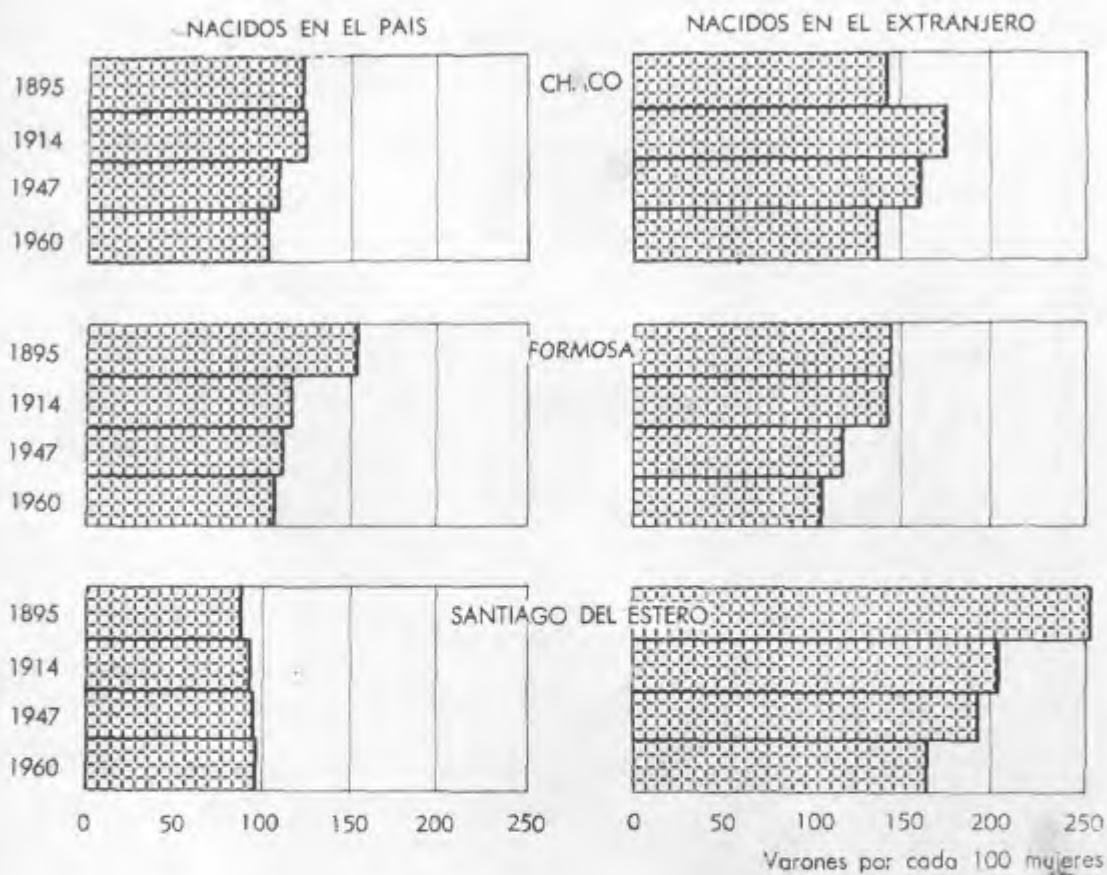 NACIDOS EN EL PAIS
NACIDOS EN EL EXTRANJERO
CHACO
1895
1914
1947
1960
FORMOSA
1895
1914
1947
1960
SANTIAGO DEL ESTERO
1895
1914
1947
1960
0 50 100 150 200 250
0 50 100 150 200 250
Varones por cada 100 mujeres